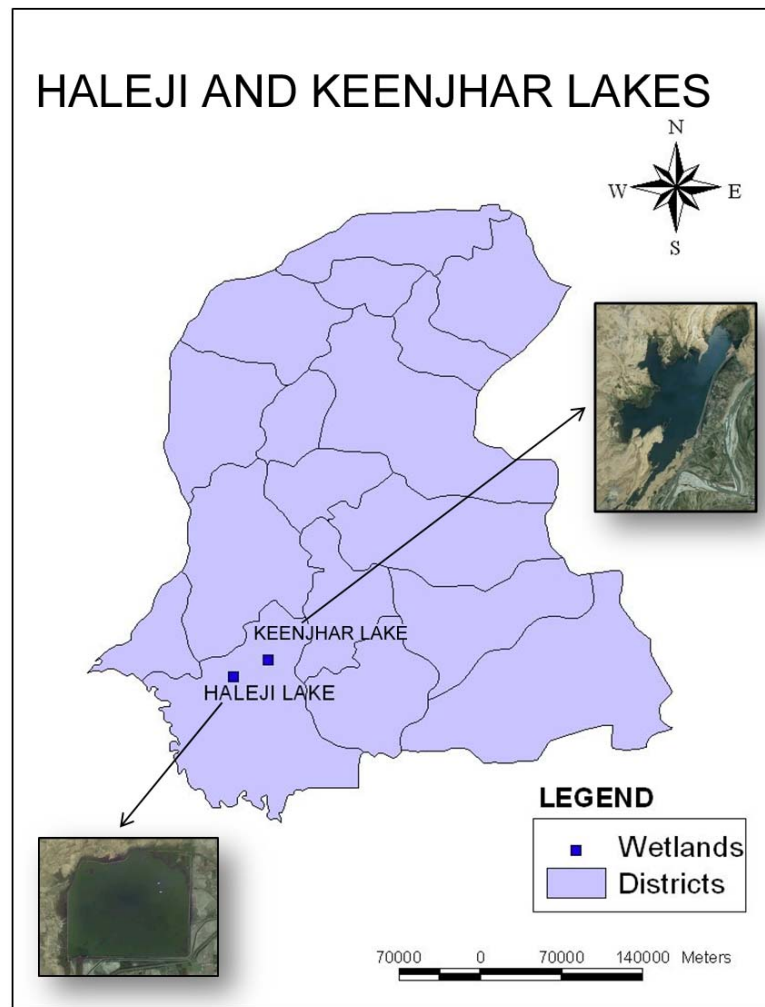 HALEJI AND KEENJHAR LAKES
N
W E
S
KEENJHAR LAKE
HALEJI LAKE
LEGEND
Wetlands
Districts
70000 0 70000 140000 Meters